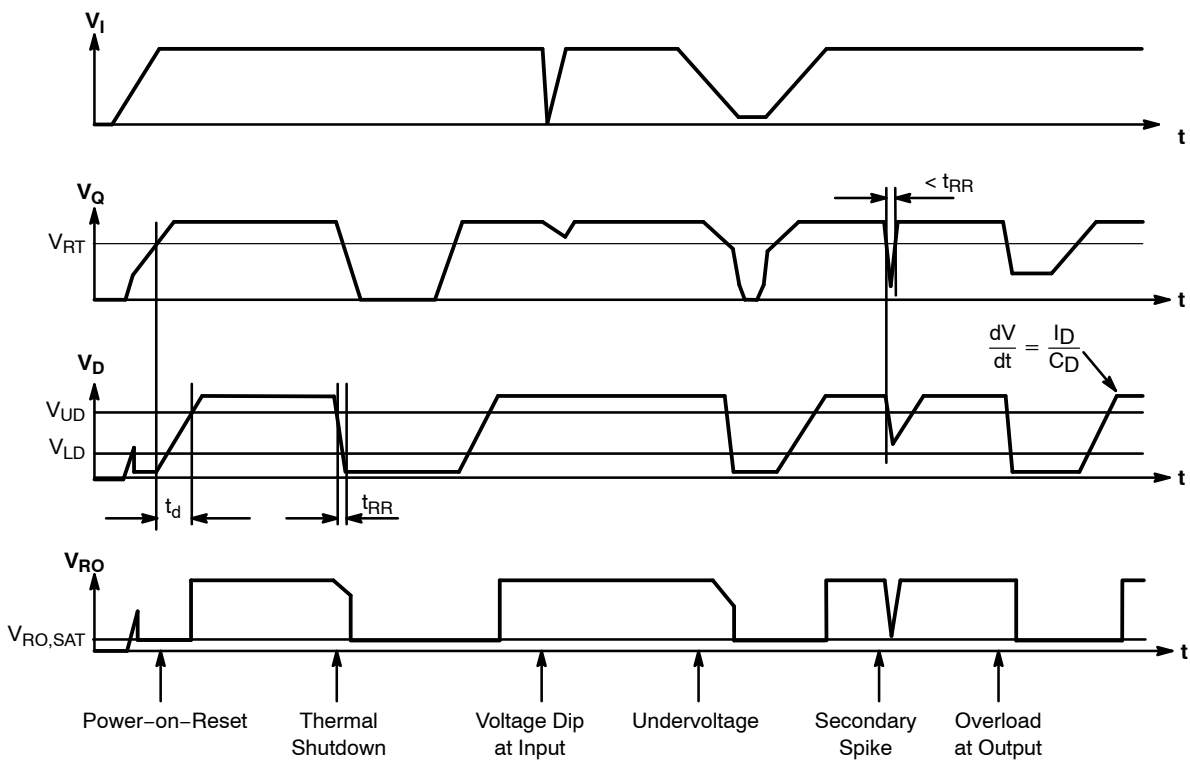 V_I
t
V_Q
< t_RR
V_RT
t
dV/dt = I_D/C_D
V_D
V_UD
V_LD
t
t_d
t_RR
V_RO
V_RO,SAT
t
Power−on−Reset
Thermal
Shutdown
Voltage Dip
at Input
Undervoltage
Secondary
Spike
Overload
at Output